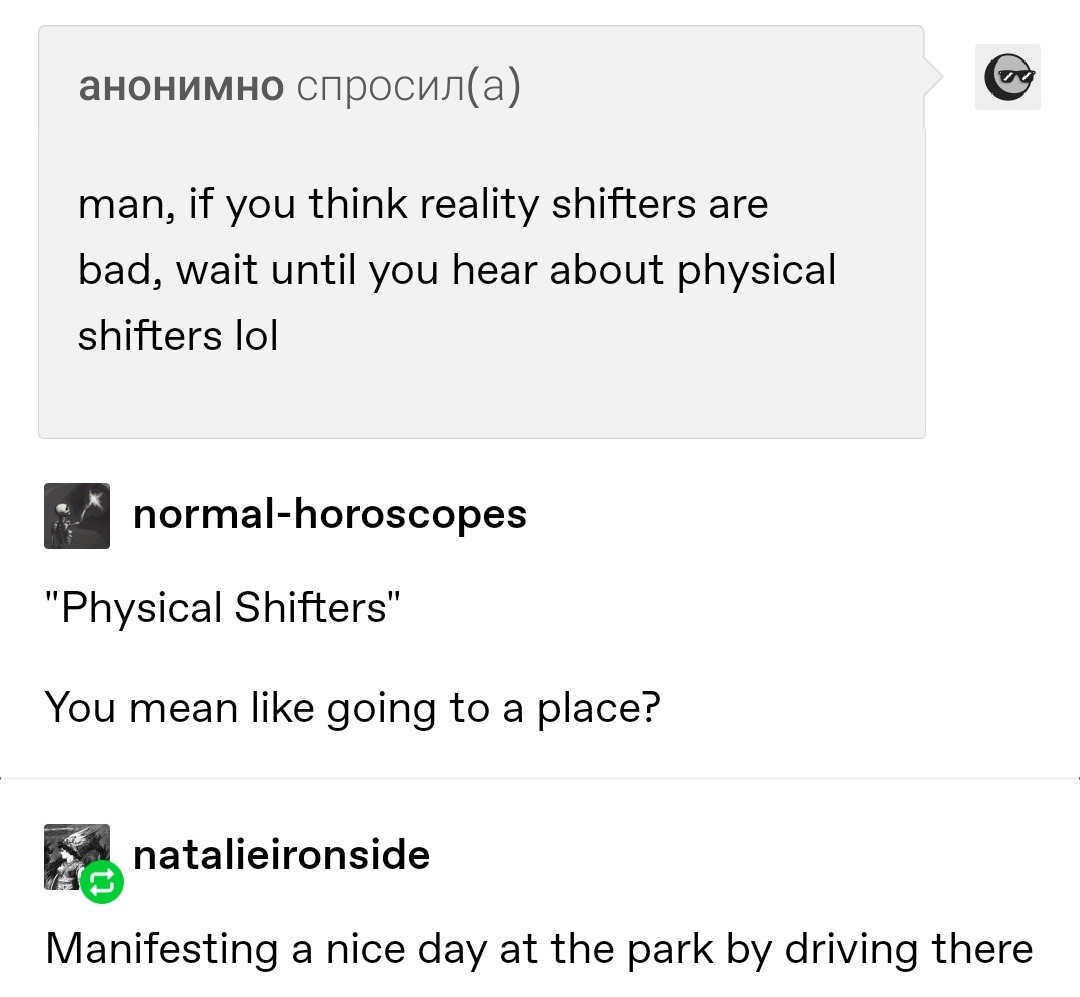 анонимно спросил(а)
man, if you think reality shifters are
bad, wait until you hear about physical
shifters lol
normal-horoscopes
"Physical Shifters"
You mean like going to a place?
natalieironside
Manifesting a nice day at the park by driving there